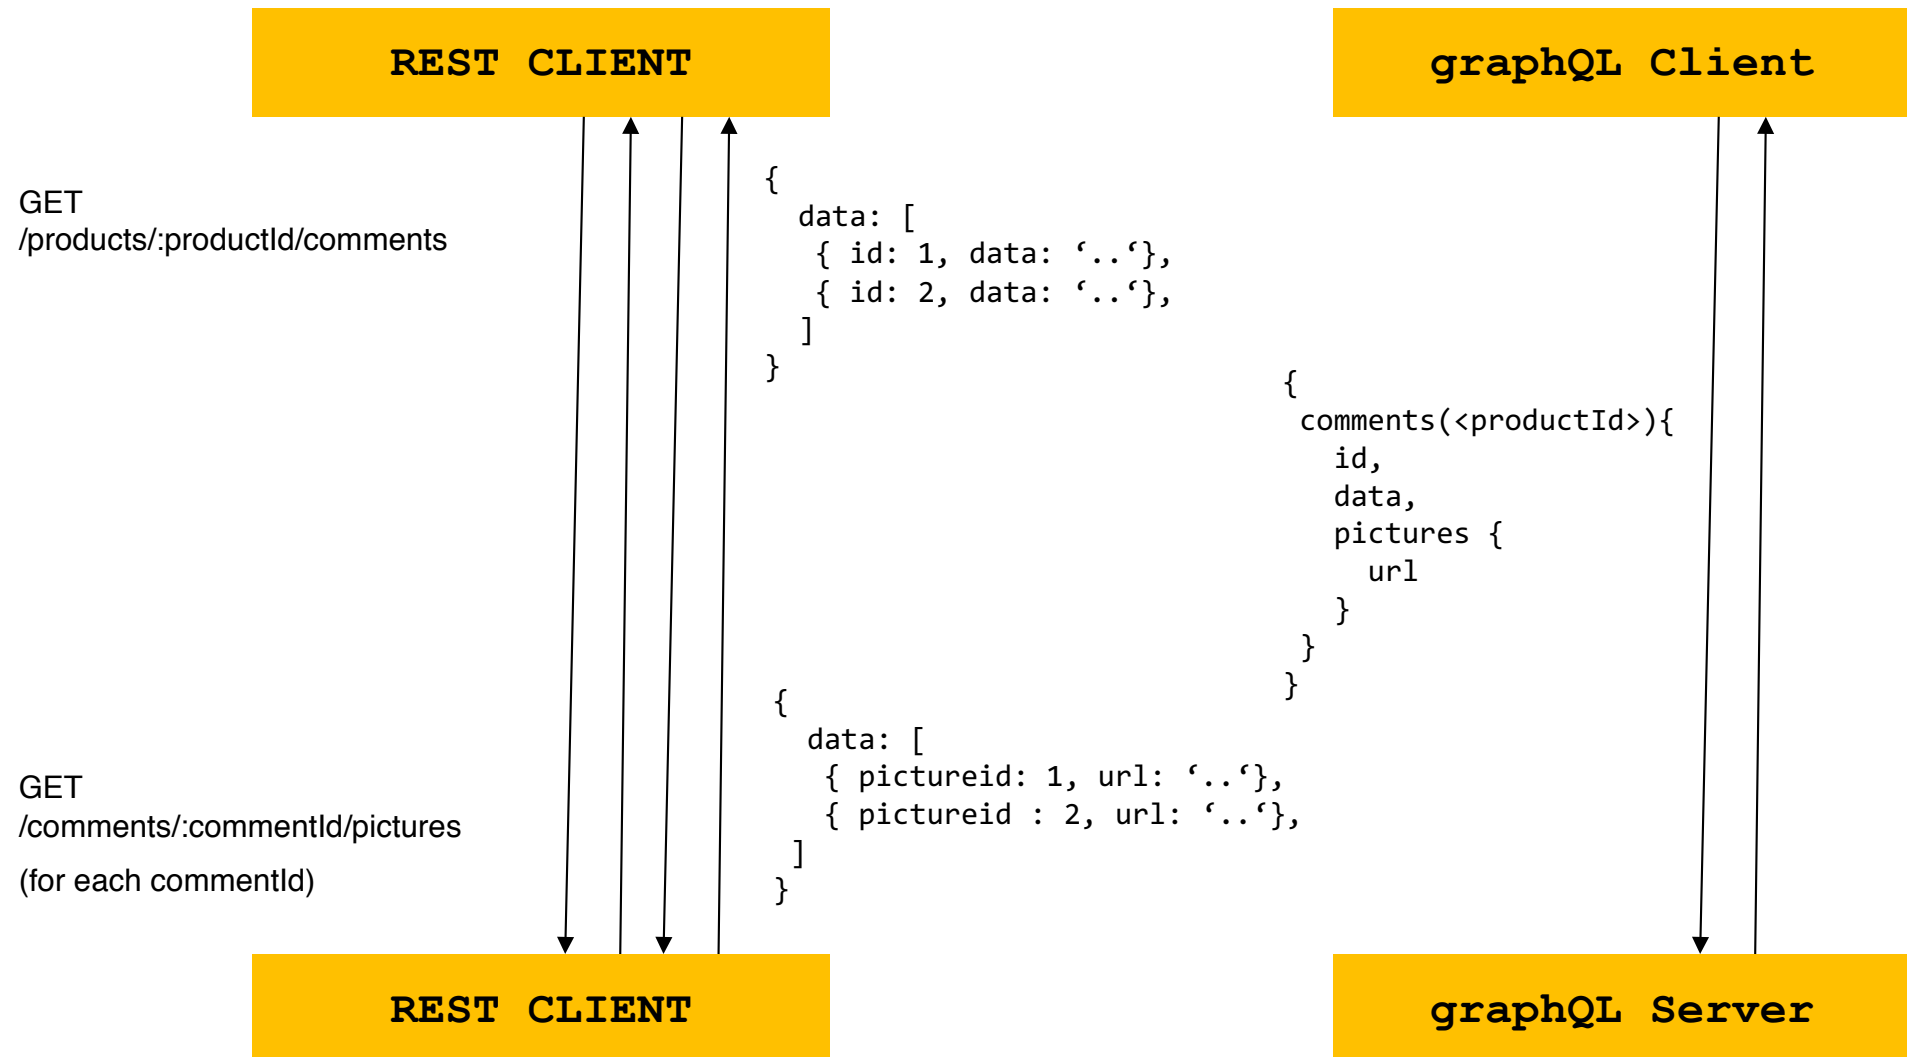 REST CLIENT
graphQL Client
GET
/products/:productId/comments
{
data: [
{ id: 1, data: ‘..‘},
{ id: 2, data: ‘..‘},
]
}
{
comments(<productId>){
id,
data,
pictures {
url
}
}
}
GET
/comments/:commentId/pictures
(for each commentId)
{
data: [
{ pictureid: 1, url: ‘..‘},
{ pictureid : 2, url: ‘..‘},
]
}
REST CLIENT
graphQL Server